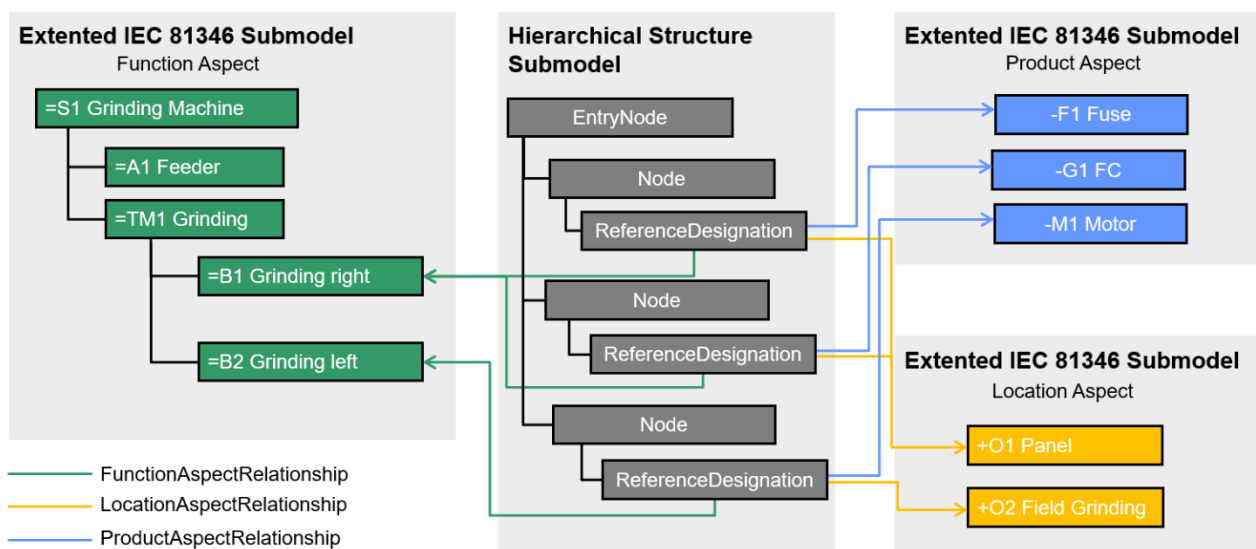 Extented IEC 81346 Submodel
Function Aspect
=S1 Grinding Machine
=A1 Feeder
=TM1 Grinding
=B1 Grinding right
=B2 Grinding left
FunctionAspectRelationship
LocationAspectRelationship
ProductAspectRelationship
Hierarchical Structure
Submodel
EntryNode
Node
ReferenceDesignation
Node
ReferenceDesignation
Node
ReferenceDesignation
Extented IEC 81346 Submodel
Product Aspect
-F1 Fuse
-G1 FC
-M1 Motor
Extented IEC 81346 Submodel
Location Aspect
+O1 Panel
+O2 Field Grinding